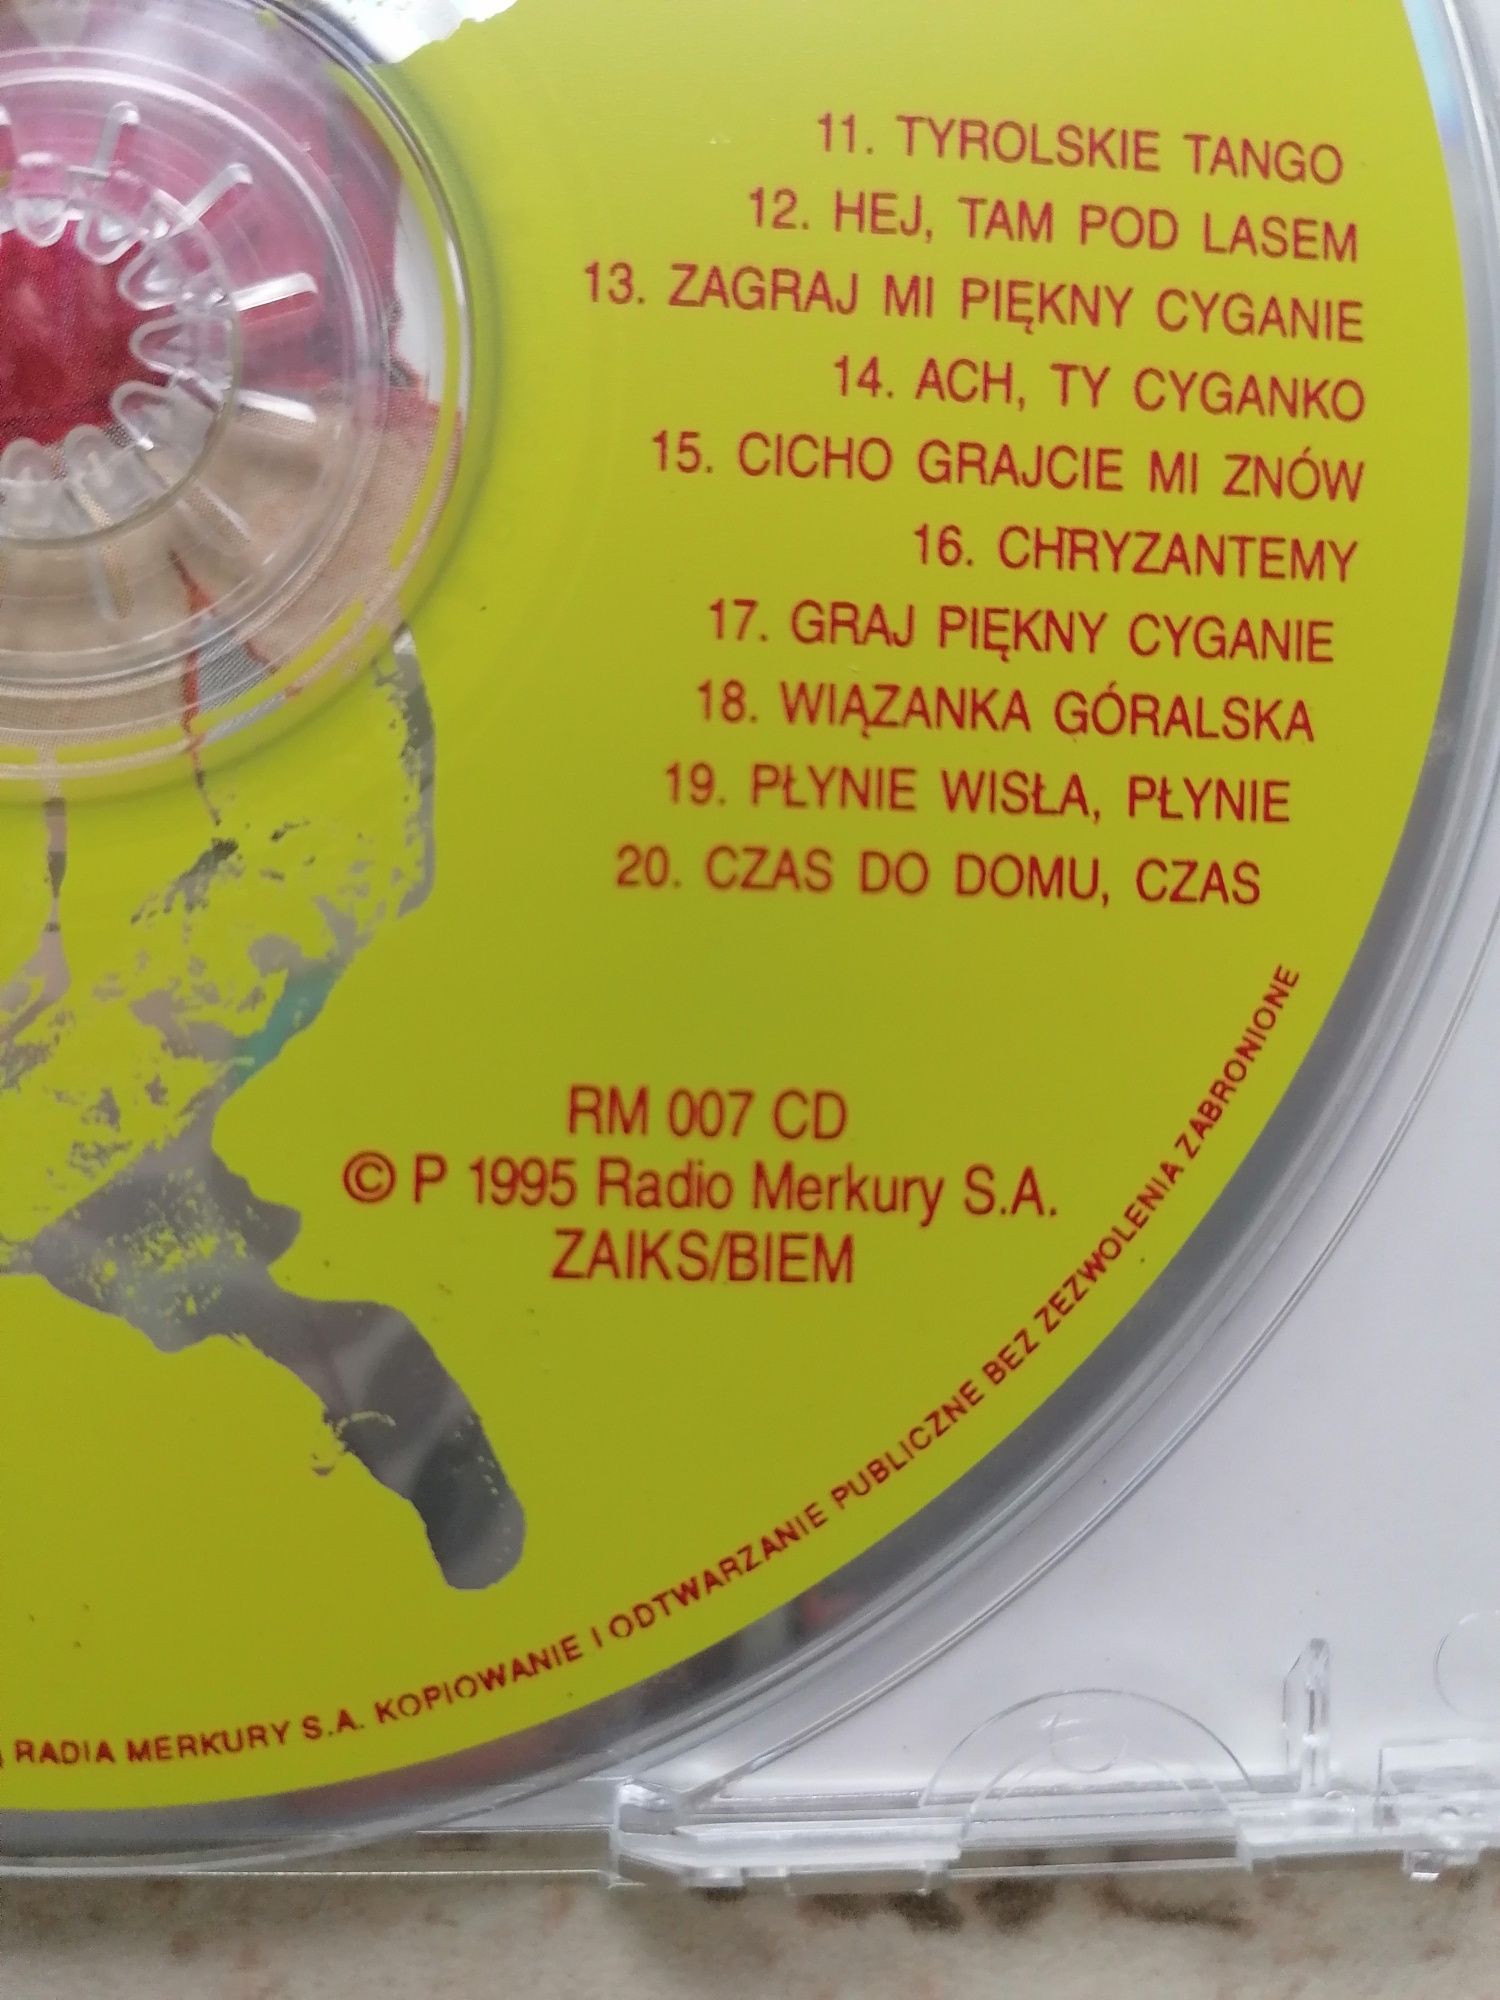 11. TYROLSKIE TANGO
12. HEJ, TAM POD LASEM
13. ZAGRAJ MI PIĘKNY CYGANIE
14. ACH, TY CYGANKO
15. CICHO GRAJCIE MI ZNÓW
16. CHRYZANTEMY
17. GRAJ PIĘKNY CYGANIE
18. WIĄZANKA GÓRALSKA
19. PŁYNIE WISŁA, PŁYNIE
20. CZAS DO DOMU, CZAS
RM 007 CD
© P 1995 Radio Merkury S.A.
ZAIKS/BIEM
RADIA MERKURY S.A. KOPIOWANIE I ODTWARZANIE PUBLICZNE BEZ ZEZWOLENIA ZABRONIONE